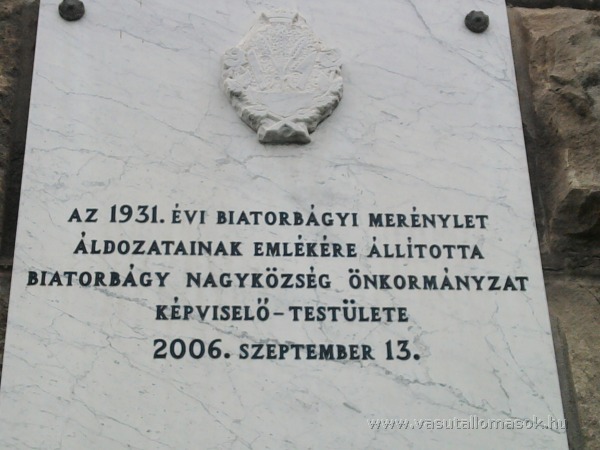 AZ 1931. ÉVI BIATORBÁGYI MERÉNYLET
ÁLDOZATAINAK EMLÉKÉRE ÁLLÍTOTTA
BIATORBÁGY NAGYKÖZSÉG ÖNKORMÁNYZAT
KÉPVISELŐ-TESTÜLETE
2006. SZEPTEMBER 13.
www.vasutallomasok.hu